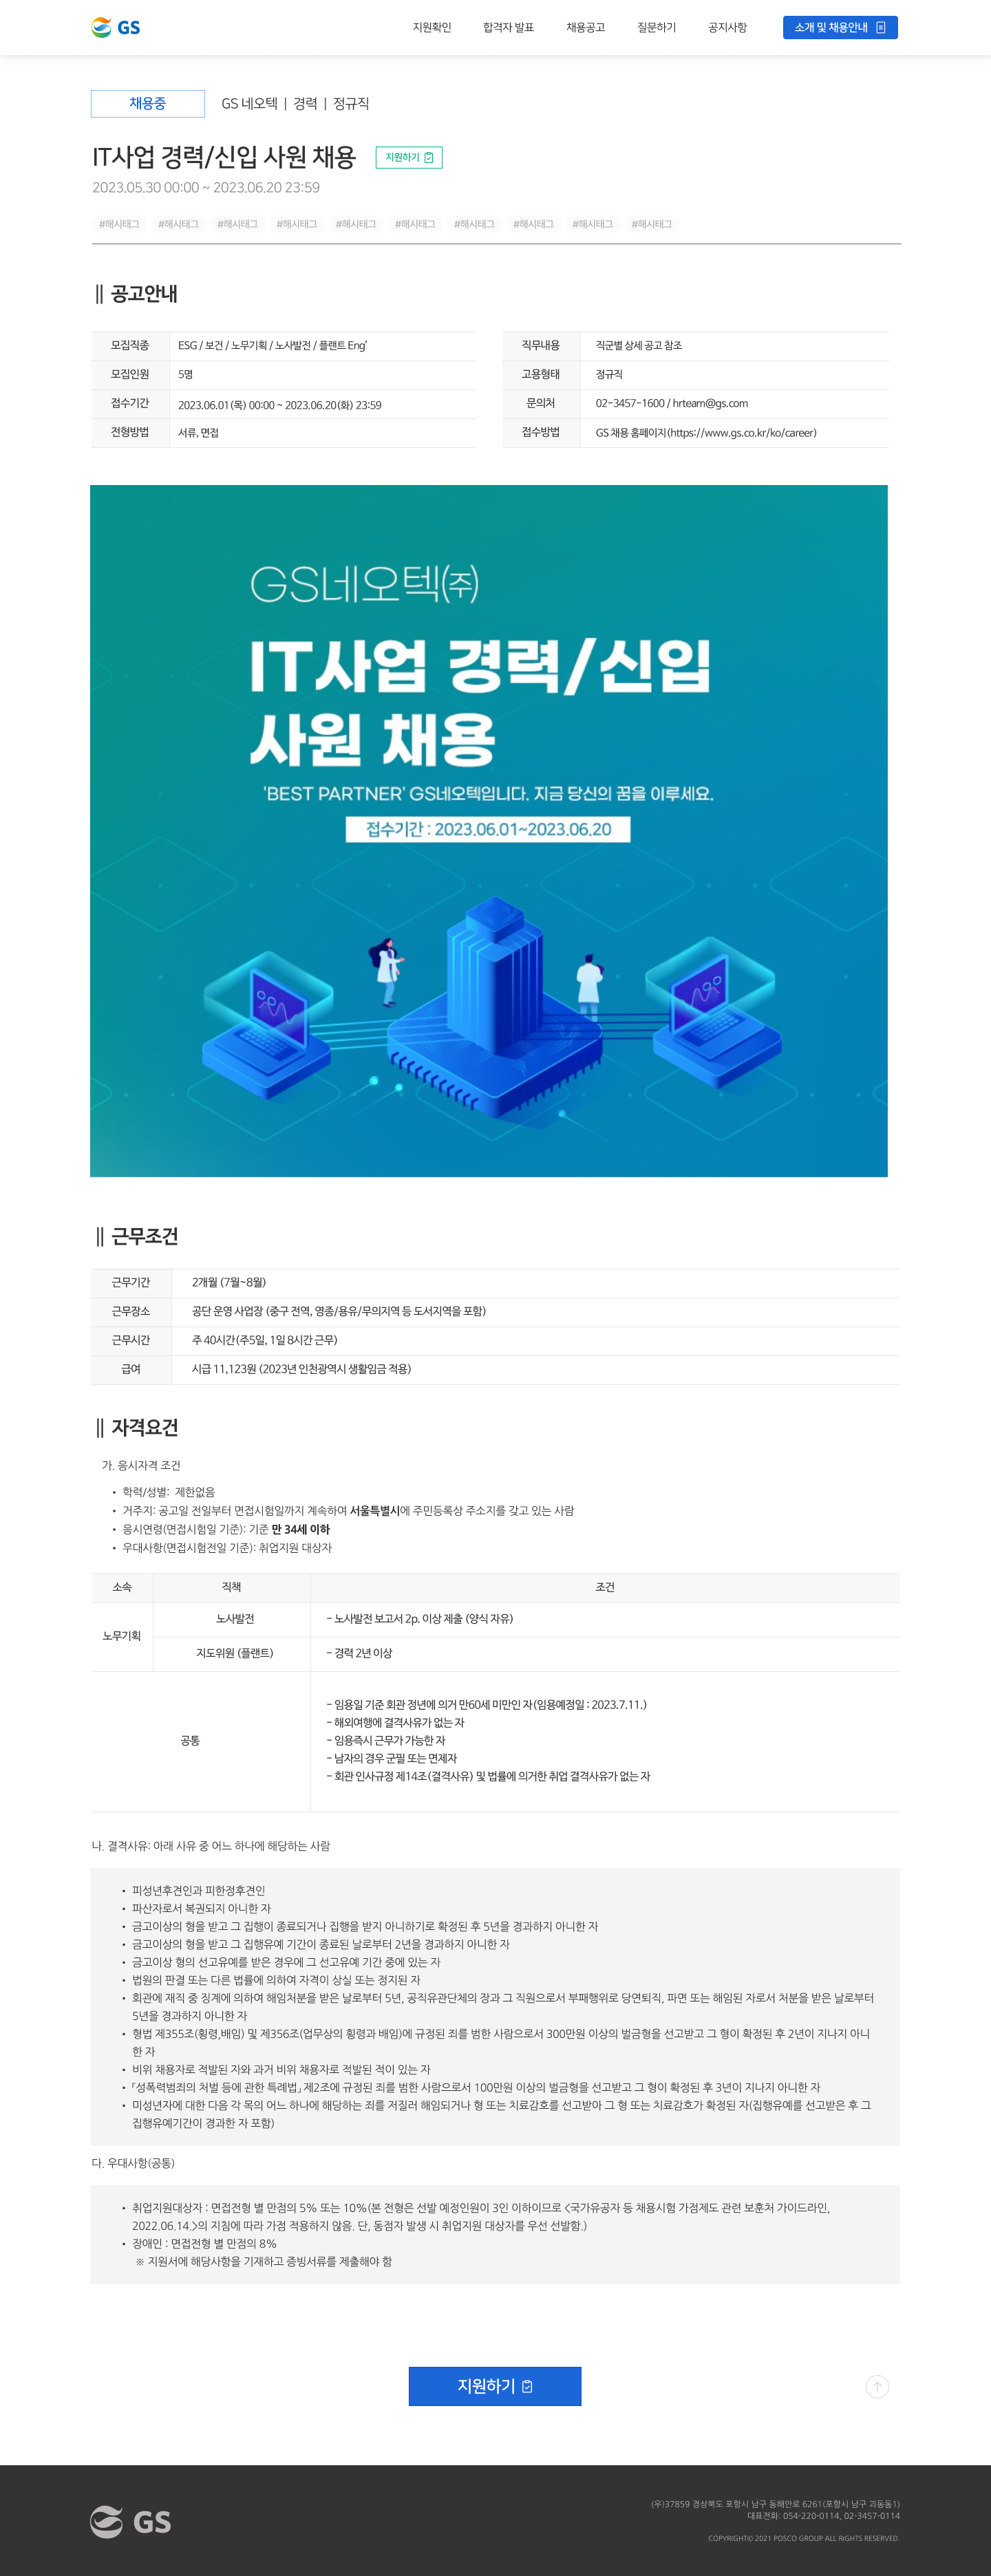 GS
지원확인 합격자 발표 채용공고 질문하기 공지사항 소개 및 채용안내
채용중 GS 네오텍 | 경력 | 정규직
IT사업 경력/신입 사원 채용 지원하기
2023.05.30 00:00 ~ 2023.06.20 23:59
#해시태그 #해시태그 #해시태그 #해시태그 #해시태그 #해시태그 #해시태그 #해시태그 #해시태그 #해시태그
공고안내
모집직종 ESG / 보건 / 노무기획 / 노사발전 / 플랜트 Eng’
모집인원 5명
접수기간 2023.06.01(목) 00:00 ~ 2023.06.20(화) 23:59
전형방법 서류, 면접
직무내용 직군별 상세 공고 참조
고용형태 정규직
문의처 02-3457-1600 / hrteam@gs.com
접수방법 GS 채용 홈페이지(https://www.gs.co.kr/ko/career)
GS네오텍㈜
IT사업 경력/신입
사원 채용
'BEST PARTNER' GS네오텍입니다. 지금 당신의 꿈을 이루세요.
접수기간 : 2023.06.01~2023.06.20
근무조건
근무기간 2개월 (7월~8월)
근무장소 공단 운영 사업장 (중구 전역, 영종/용유/무의지역 등 도서지역을 포함)
근무시간 주 40시간(주5일, 1일 8시간 근무)
급여 시급 11,123원 (2023년 인천광역시 생활임금 적용)
자격요건
가. 응시자격 조건
• 학력/성별: 제한없음
• 거주지: 공고일 전일부터 면접시험일까지 계속하여 서울특별시에 주민등록상 주소지를 갖고 있는 사람
• 응시연령(면접시험일 기준): 기준 만 34세 이하
• 우대사항(면접시험전일 기준): 취업지원 대상자
소속 직책 조건
노무기획
노사발전 - 노사발전 보고서 2p. 이상 제출 (양식 자유)
지도위원 (플랜트) - 경력 2년 이상
공통
- 임용일 기준 회관 정년에 의거 만60세 미만인 자(임용예정일 : 2023.7.11.)
- 해외여행에 결격사유가 없는 자
- 임용즉시 근무가 가능한 자
- 남자의 경우 군필 또는 면제자
- 회관 인사규정 제14조(결격사유) 및 법률에 의거한 취업 결격사유가 없는 자
나. 결격사유: 아래 사유 중 어느 하나에 해당하는 사람
• 피성년후견인과 피한정후견인
• 파산자로서 복권되지 아니한 자
• 금고이상의 형을 받고 그 집행이 종료되거나 집행을 받지 아니하기로 확정된 후 5년을 경과하지 아니한 자
• 금고이상의 형을 받고 그 집행유예 기간이 종료된 날로부터 2년을 경과하지 아니한 자
• 금고이상 형의 선고유예를 받은 경우에 그 선고유예 기간 중에 있는 자
• 법원의 판결 또는 다른 법률에 의하여 자격이 상실 또는 정지된 자
• 회관에 재직 중 징계에 의하여 해임처분을 받은 날로부터 5년, 공직유관단체의 장과 그 직원으로서 부패행위로 당연퇴직, 파면 또는 해임된 자로서 처분을 받은 날로부터
5년을 경과하지 아니한 자
• 형법 제355조(횡령,배임) 및 제356조(업무상의 횡령과 배임)에 규정된 죄를 범한 사람으로서 300만원 이상의 벌금형을 선고받고 그 형이 확정된 후 2년이 지나지 아니
한 자
• 비위 채용자로 적발된 자와 과거 비위 채용자로 적발된 적이 있는 자
• 「성폭력범죄의 처벌 등에 관한 특례법」 제2조에 규정된 죄를 범한 사람으로서 100만원 이상의 벌금형을 선고받고 그 형이 확정된 후 3년이 지나지 아니한 자
• 미성년자에 대한 다음 각 목의 어느 하나에 해당하는 죄를 저질러 해임되거나 형 또는 치료감호를 선고받아 그 형 또는 치료감호가 확정된 자(집행유예를 선고받은 후 그
집행유예기간이 경과한 자 포함)
다. 우대사항(공통)
• 취업지원대상자 : 면접전형 별 만점의 5% 또는 10%(본 전형은 선발 예정인원이 3인 이하이므로 <국가유공자 등 채용시험 가점제도 관련 보훈처 가이드라인,
2022.06.14.>의 지침에 따라 가점 적용하지 않음. 단, 동점자 발생 시 취업지원 대상자를 우선 선발함.)
• 장애인 : 면접전형 별 만점의 8%
※ 지원서에 해당사항을 기재하고 증빙서류를 제출해야 함
지원하기
GS
(우)37859 경상북도 포항시 남구 동해안로 6261(포항시 남구 괴동동1)
대표전화: 054-220-0114, 02-3457-0114
COPYRIGHT© 2021 POSCO GROUP ALL RIGHTS RESERVED.